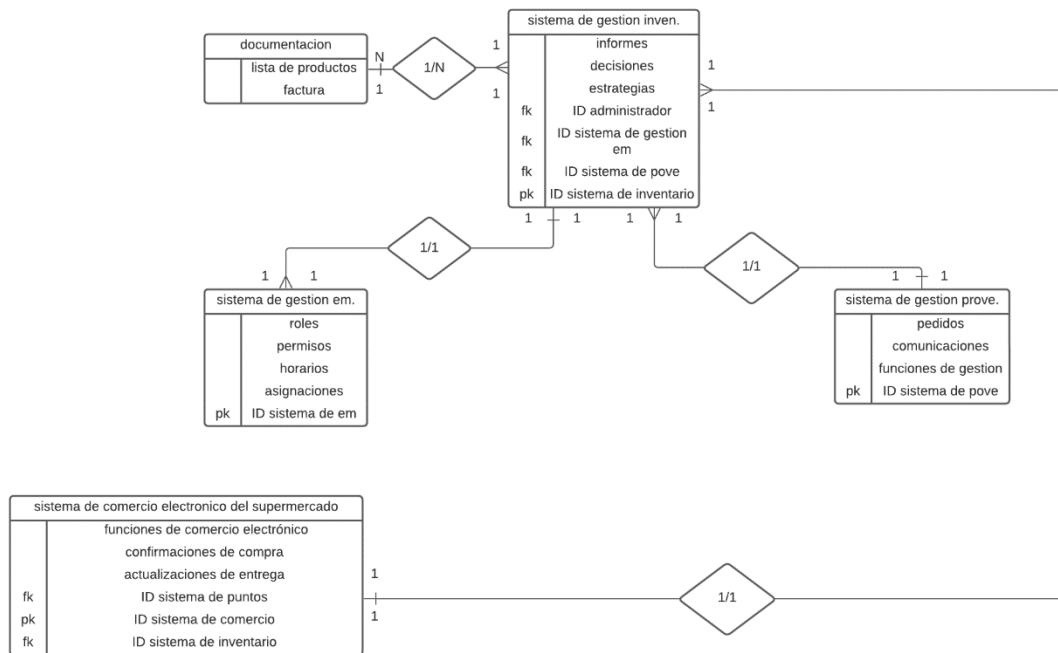 sistema de gestion inven.
informes
decisiones
estrategias
fk ID administrador
fk ID sistema de gestion
em
fk ID sistema de pove
pk ID sistema de inventario
documentacion
lista de productos
factura
N
1
1/N
1
1
1
1
1 1
1 1
1/1
1/1
1 1
1 1
sistema de gestion em.
roles
permisos
horarios
asignaciones
pk ID sistema de em
sistema de gestion prove.
pedidos
comunicaciones
funciones de gestion
pk ID sistema de pove
sistema de comercio electronico del supermercado
funciones de comercio electrónico
confirmaciones de compra
actualizaciones de entrega
fk ID sistema de puntos
pk ID sistema de comercio
fk ID sistema de inventario
1
1
1/1